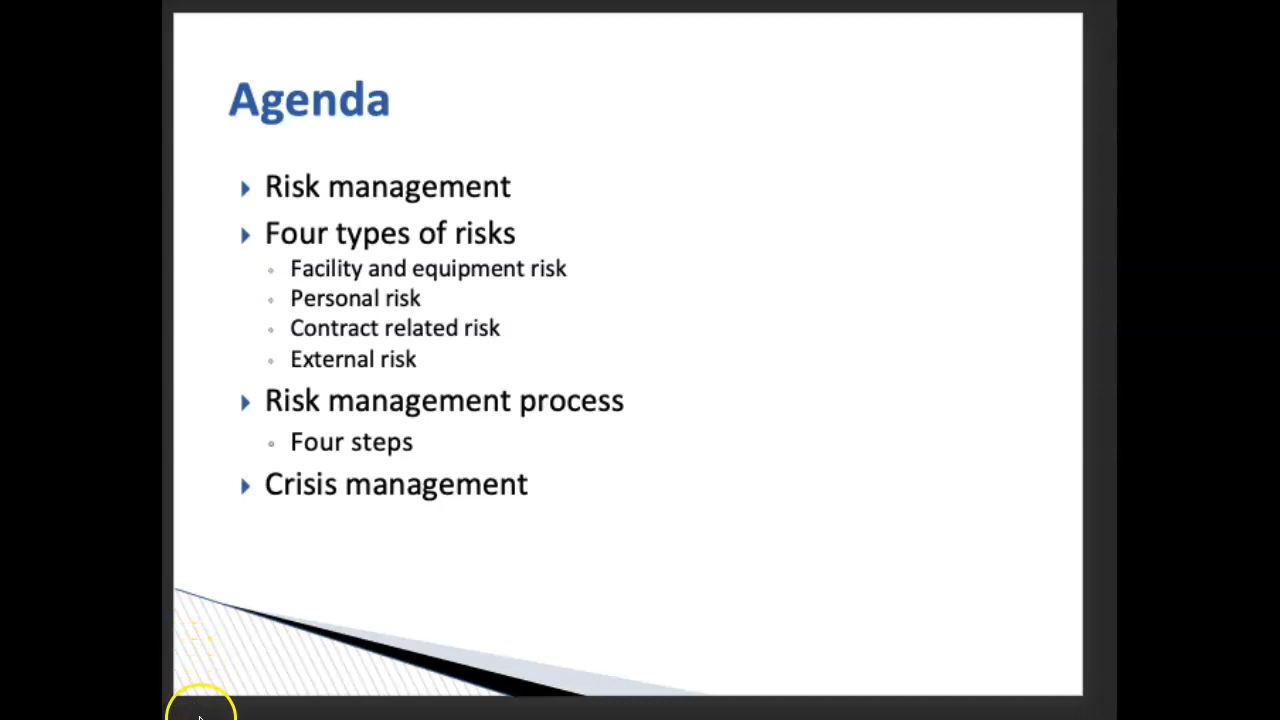 Agenda
Risk management
Four types of risks
Facility and equipment risk
Personal risk
Contract related risk
External risk
Risk management process
Four steps
Crisis management